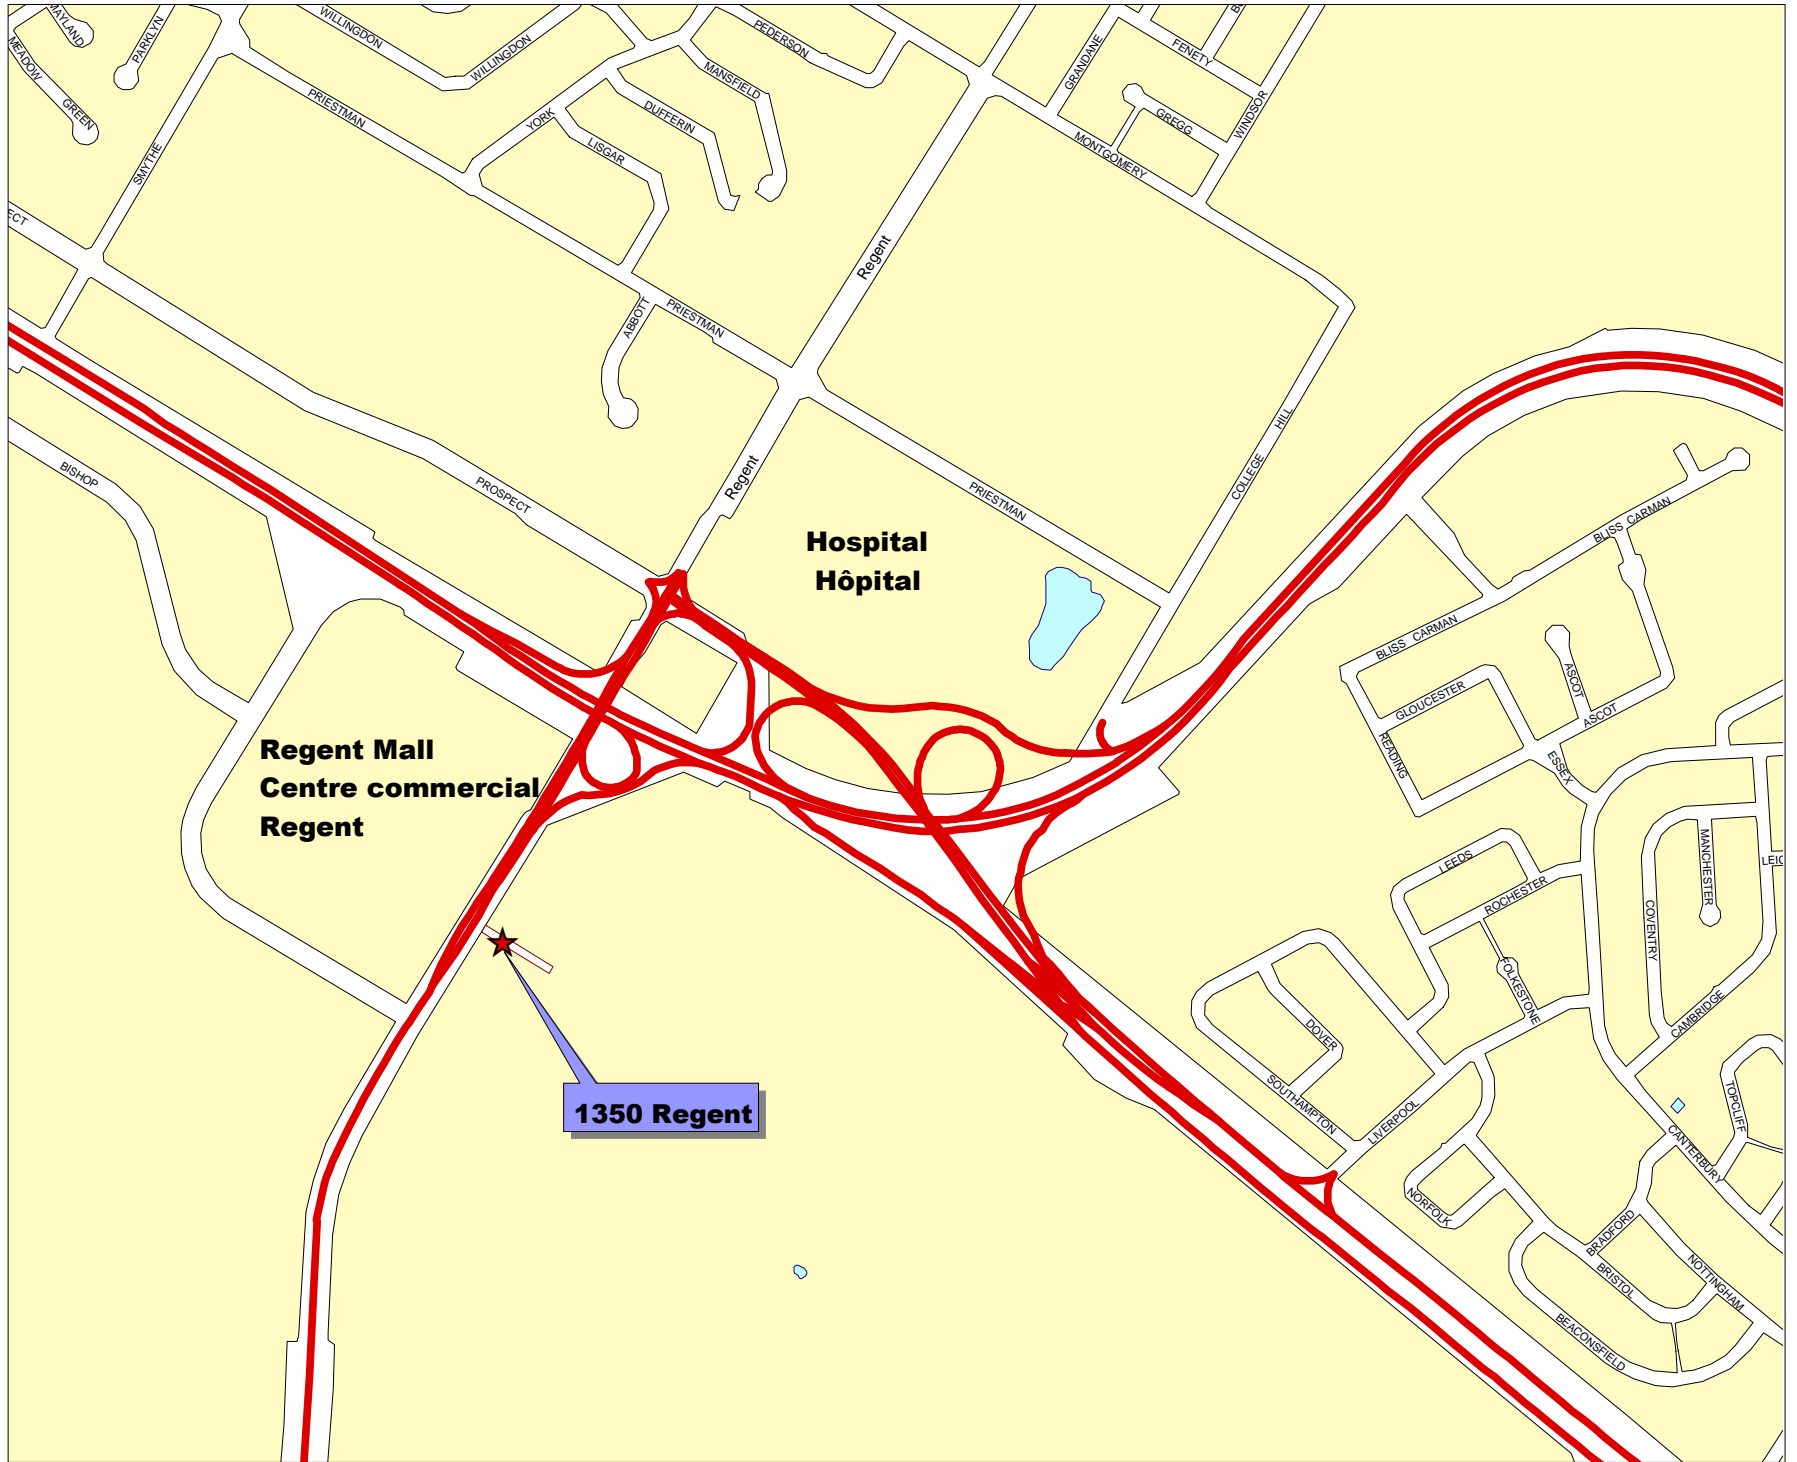 MAYLAND
PARKLYN
MEADOW
GREEN
WILLINGDON
WILLINGDON
PEDERSON
MANSFIELD
DUFFERIN
YORK
LISGAR
PRIESTMAN
SMYTHE
ECT
GRANDANE
FENETY
GREGG
WINDSOR
MONTGOMERY
Regent
ABBOTT
PRIESTMAN
Regent
PROSPECT
BISHOP
PRIESTMAN
COLLEGE HILL
Hospital
Hôpital
BLISS CARMAN
BLISS CARMAN
ASCOT
ASCOT
GLOUCESTER
READING
ESSEX
Regent Mall
Centre commercial
Regent
MANCHESTER
LEIC
LEEDS
ROCHESTER
COVENTRY
FOLKESTONE
CAMBRIDGE
DOVER
SOUTHAMPTON
LIVERPOOL
TOPCLIFF
CANTERBURY
1350 Regent
NORFOLK
BRADFORD
BRISTOL
NOTTINGHAM
BEACONSFIELD